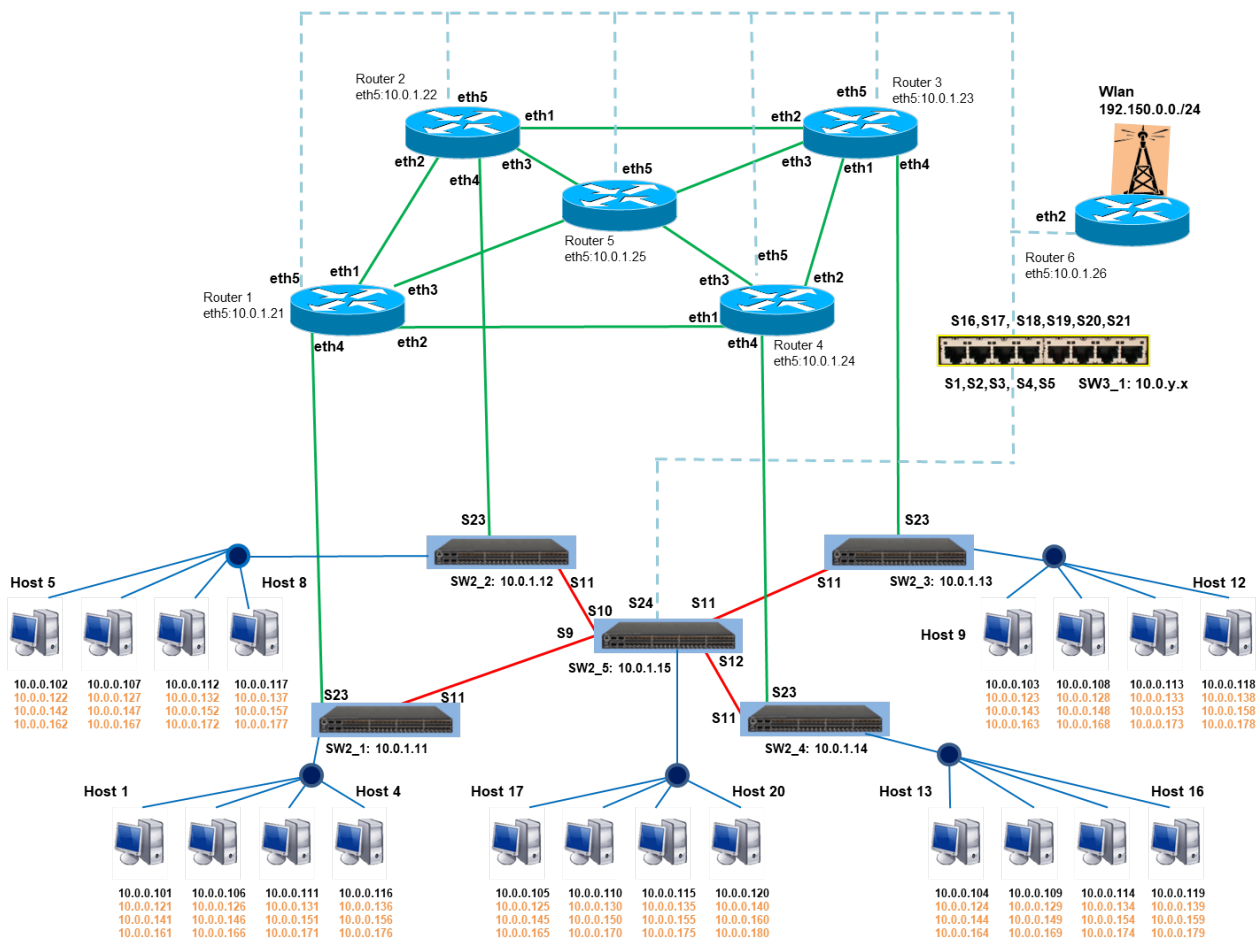 Router 2
eth5:10.0.1.22
eth5
eth1
eth2
eth3
eth4
Router 3
eth5:10.0.1.23
eth5
eth2
eth3
eth1
eth4
Wlan
192.150.0.0./24
eth2
Router 6
eth5:10.0.1.26
eth5
Router 5
eth5:10.0.1.25
Router 1
eth5:10.0.1.21
eth5
eth1
eth3
eth4
eth2
eth5
eth3
eth2
eth1
eth4
Router 4
eth5:10.0.1.24
S16,S17, S18,S19,S20,S21
S1,S2,S3, S4,S5
SW3_1: 10.0.y.x
S23
SW2_2: 10.0.1.12
S11
S23
S11
SW2_3: 10.0.1.13
S10
S24
S11
S9
S12
SW2_5: 10.0.1.15
S23
S11
SW2_1: 10.0.1.11
S23
S11
SW2_4: 10.0.1.14
Host 5
Host 8
10.0.0.102
10.0.0.122
10.0.0.142
10.0.0.162
10.0.0.107
10.0.0.127
10.0.0.147
10.0.0.167
10.0.0.112
10.0.0.132
10.0.0.152
10.0.0.172
10.0.0.117
10.0.0.137
10.0.0.157
10.0.0.177
Host 9
Host 12
10.0.0.103
10.0.0.123
10.0.0.143
10.0.0.163
10.0.0.108
10.0.0.128
10.0.0.148
10.0.0.168
10.0.0.113
10.0.0.133
10.0.0.153
10.0.0.173
10.0.0.118
10.0.0.138
10.0.0.158
10.0.0.178
Host 1
Host 4
10.0.0.101
10.0.0.121
10.0.0.141
10.0.0.161
10.0.0.106
10.0.0.126
10.0.0.146
10.0.0.166
10.0.0.111
10.0.0.131
10.0.0.151
10.0.0.171
10.0.0.116
10.0.0.136
10.0.0.156
10.0.0.176
Host 17
Host 20
10.0.0.105
10.0.0.125
10.0.0.145
10.0.0.165
10.0.0.110
10.0.0.130
10.0.0.150
10.0.0.170
10.0.0.115
10.0.0.135
10.0.0.155
10.0.0.175
10.0.0.120
10.0.0.140
10.0.0.160
10.0.0.180
Host 13
Host 16
10.0.0.104
10.0.0.124
10.0.0.144
10.0.0.164
10.0.0.109
10.0.0.129
10.0.0.149
10.0.0.169
10.0.0.114
10.0.0.134
10.0.0.154
10.0.0.174
10.0.0.119
10.0.0.139
10.0.0.159
10.0.0.179